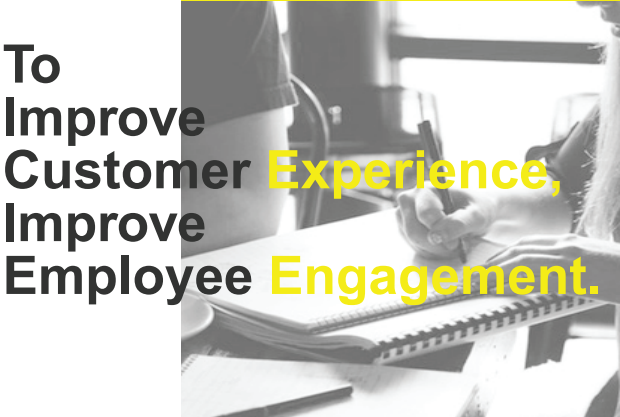 To
Improve
Customer Experience,
Improve
Employee Engagement.